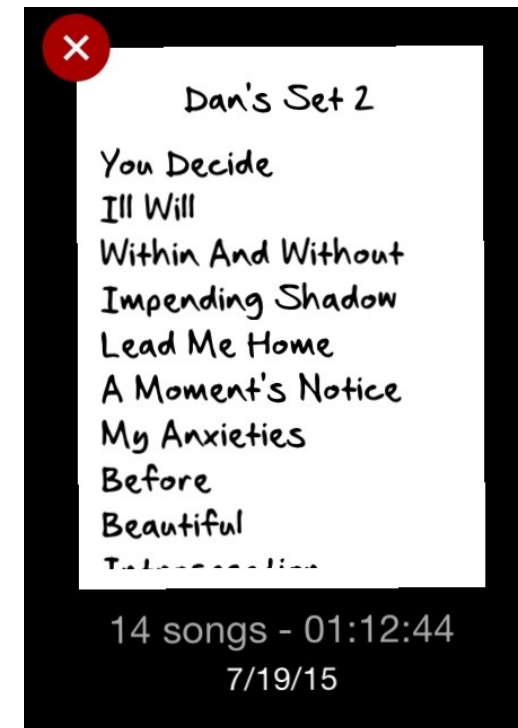 Dan's Set 2
You Decide
Ill Will
Within And Without
Impending Shadow
Lead Me Home
A Moment's Notice
My Anxieties
Before
Beautiful
14 songs - 01:12:44
7/19/15